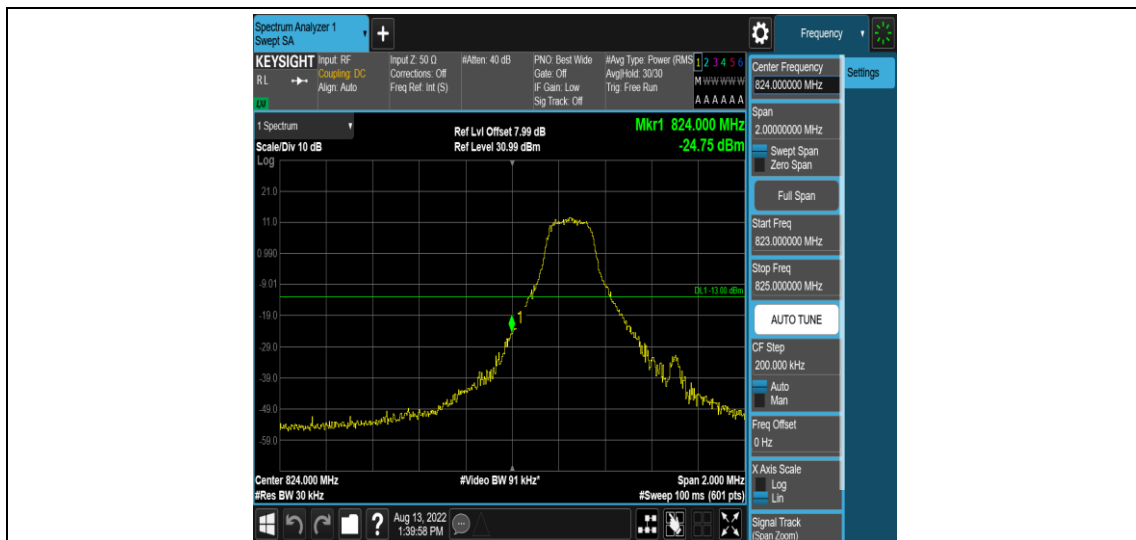 Spectrum Analyzer 1
Swept SA
+
Frequency
KEYSIGHT
Input: RF
Input Z: 50 Ω
#Atten: 40 dB
PNO: Best Wide
#Avg Type: Power (RMS
1 2 3 4 5 6
RL
Coupling: DC
Corrections: Off
Gate: Off
Avg|Hold: 30/30
M W W W W W
Align: Auto
Freq Ref: Int (S)
IF Gain: Low
Trig: Free Run
Sig Track: Off
A A A A A A
LXI
Center Frequency
824.000000 MHz
Settings
Span
2.00000000 MHz
Swept Span
Zero Span
Full Span
Start Freq
823.000000 MHz
Stop Freq
825.000000 MHz
AUTO TUNE
CF Step
200.000 kHz
Auto
Man
Freq Offset
0 Hz
X Axis Scale
Log
Lin
Signal Track
(Span Zoom)
1 Spectrum
Ref Lvl Offset 7.99 dB
Mkr1 824.000 MHz
Scale/Div 10 dB
Ref Level 30.99 dBm
-24.75 dBm
Log
21.0
11.0
0.990
-9.01
DL1 -13.00 dBm
-19.0
1
-29.0
-39.0
-49.0
-59.0
Center 824.000 MHz
#Video BW 91 kHz*
Span 2.000 MHz
#Res BW 30 kHz
#Sweep 100 ms (601 pts)
?
Aug 13, 2022
1:39:58 PM